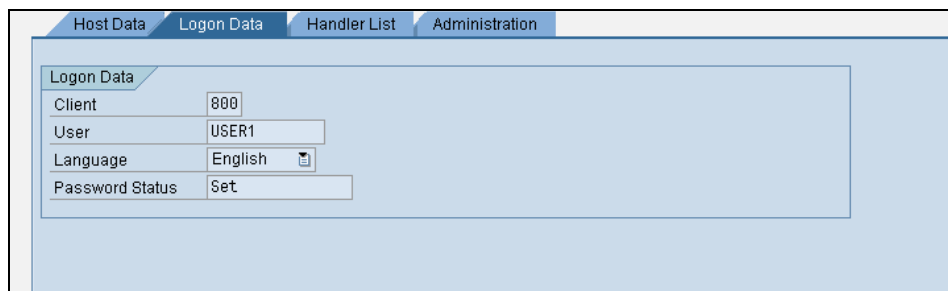 Host Data Logon Data Handler List Administration
Logon Data
Client 800
User USER1
Language English
Password Status Set